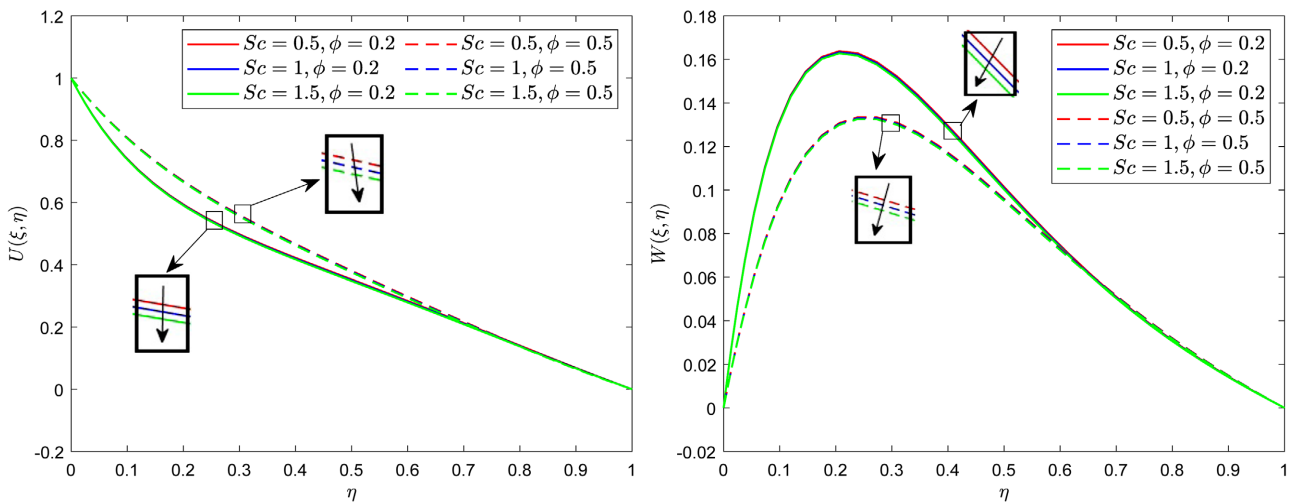 1.2
1
0.8
0.6
0.4
0.2
0
-0.2
U(ξ, η)
Sc = 0.5, ϕ = 0.2 Sc = 0.5, ϕ = 0.5
Sc = 1, ϕ = 0.2 Sc = 1, ϕ = 0.5
Sc = 1.5, ϕ = 0.2 Sc = 1.5, ϕ = 0.5
0 0.1 0.2 0.3 0.4 0.5 0.6 0.7 0.8 0.9 1
η
0.18
0.16
0.14
0.12
0.1
0.08
0.06
0.04
0.02
0
-0.02
W(ξ, η)
Sc = 0.5, ϕ = 0.2
Sc = 1, ϕ = 0.2
Sc = 1.5, ϕ = 0.2
Sc = 0.5, ϕ = 0.5
Sc = 1, ϕ = 0.5
Sc = 1.5, ϕ = 0.5
0 0.1 0.2 0.3 0.4 0.5 0.6 0.7 0.8 0.9 1
η